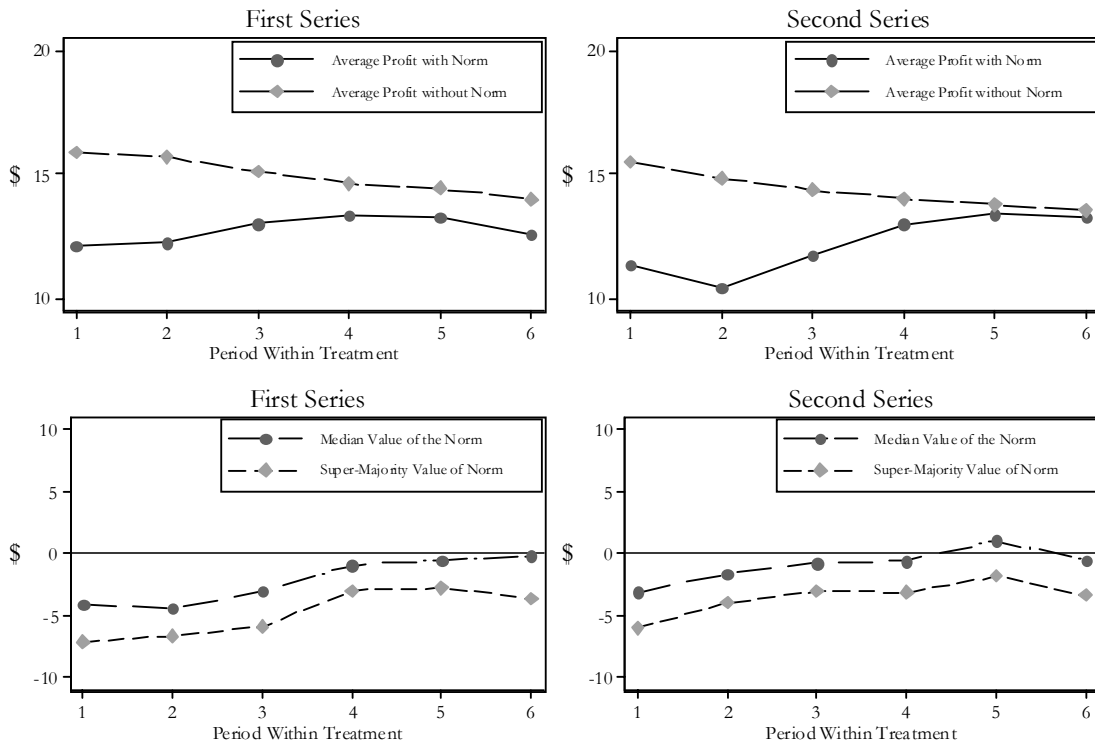 First Series
20
Average Profit with Norm
Average Profit without Norm
$
15
10
1 2 3 4 5 6
Period Within Treatment
Second Series
20
Average Profit with Norm
Average Profit without Norm
$
15
10
1 2 3 4 5 6
Period Within Treatment
First Series
10
Median Value of the Norm
Super-Majority Value of Norm
5
$
0
-5
-10
1 2 3 4 5 6
Period Within Treatment
Second Series
10
Median Value of the Norm
Super-Majority Value of Norm
5
$
0
-5
-10
1 2 3 4 5 6
Period Within Treatment